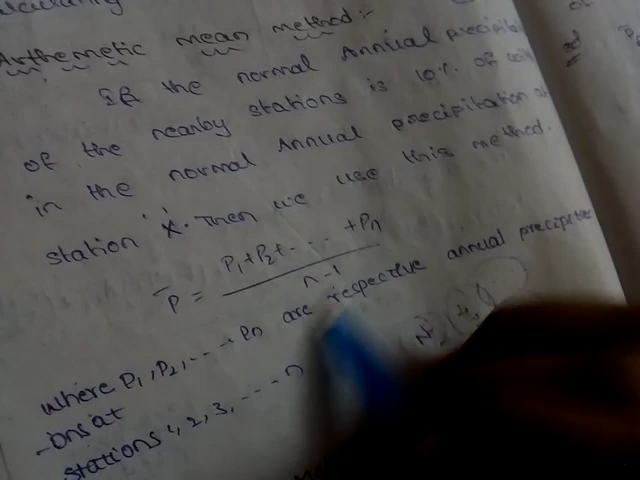 Arthemetic mean method:-
If the normal Annual precipit
of the nearby stations is 10% of
in the normal Annual precipitation
station 'x'. Then we use this method.
P̄ = P1+P2+.... +Pn / n-1
where P1, P2, .... Pn are respective annual precipitati
-ons at
stations 1, 2, 3, .... n